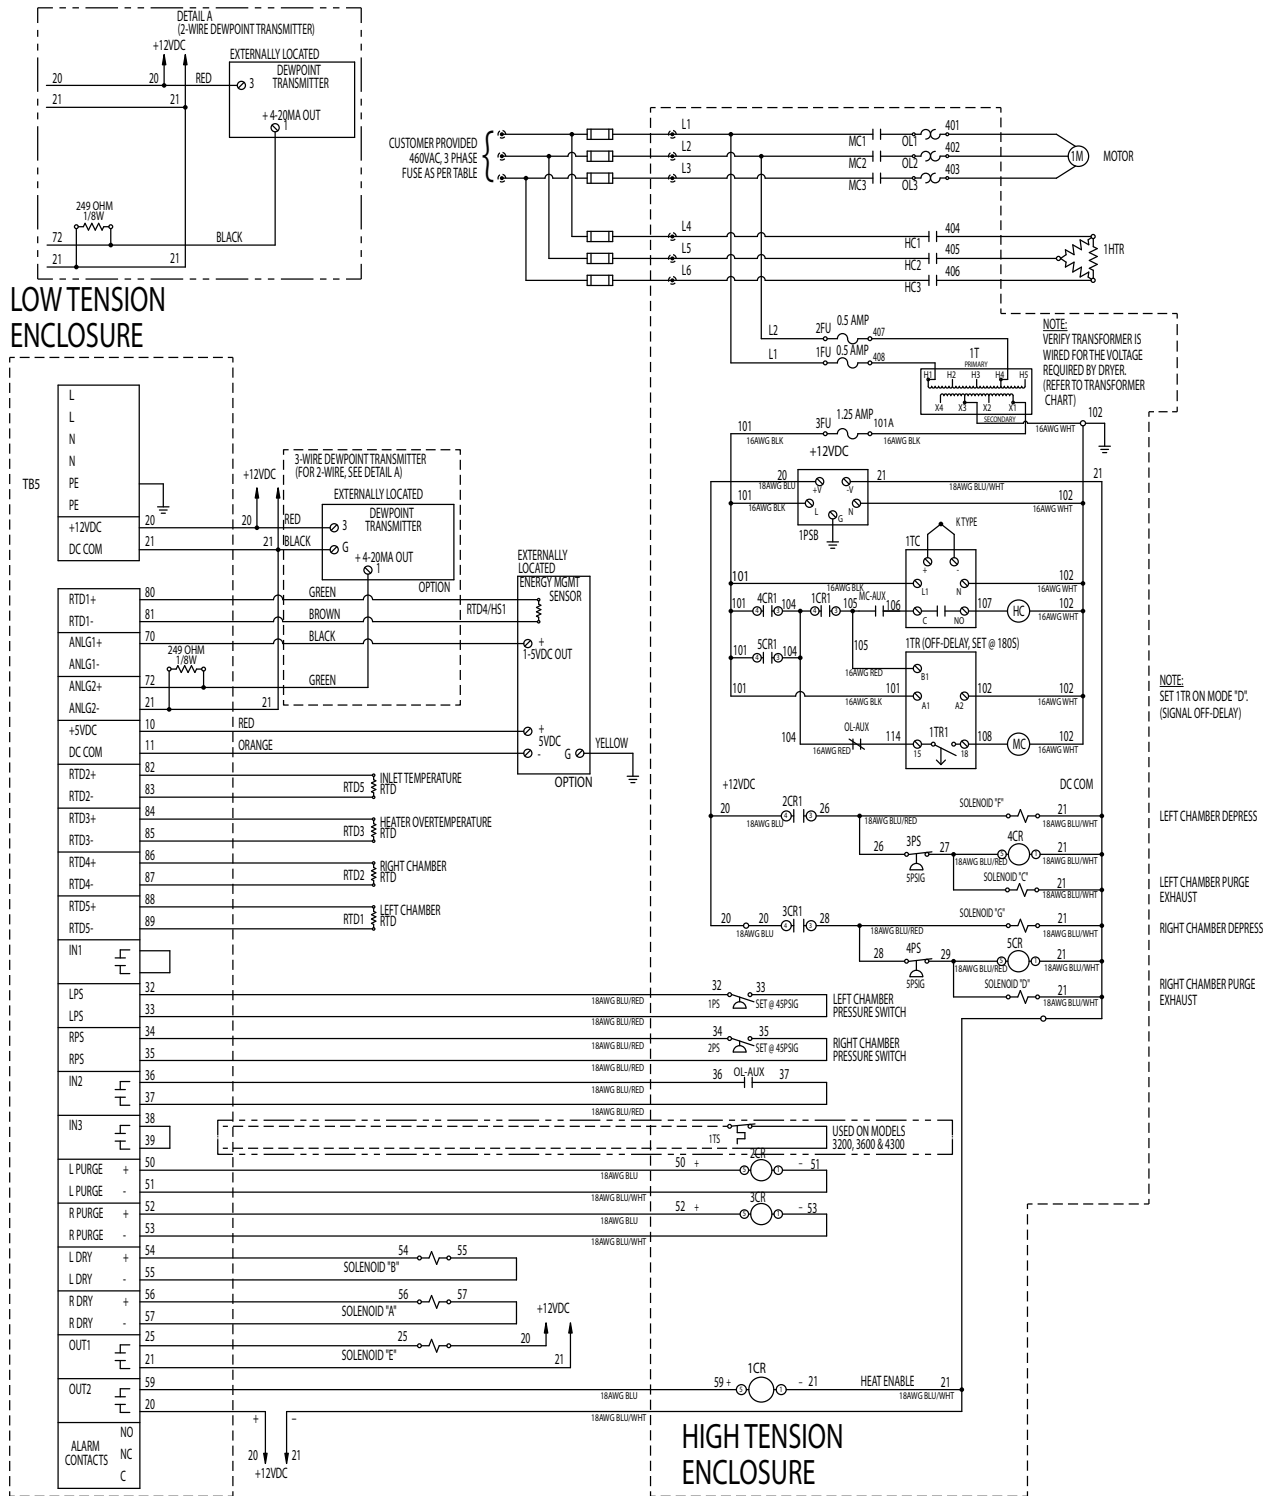 DETAIL A
(2-WIRE DEWPOINT TRANSMITTER)
+12VDC
EXTERNALLY LOCATED
20 20 RED 3 DEWPOINT
TRANSMITTER
21 21
+ 4-20MA OUT
1
249 OHM
1/8W
72 BLACK
21 21
LOW TENSION
ENCLOSURE
CUSTOMER PROVIDED
460VAC, 3 PHASE
FUSE AS PER TABLE
L1 MC1 OL1 401
L2 MC2 OL2 402 1M MOTOR
L3 MC3 OL3 403
L4 HC1 404
L5 HC2 405 1HTR
L6 HC3 406
L2 2FU 0.5 AMP 407
L1 1FU 0.5 AMP 408
1T
PRIMARY
H1 H2 H3 H4 H5
X4 X3 X2 X1
SECONDARY
NOTE:
VERIFY TRANSFORMER IS
WIRED FOR THE VOLTAGE
REQUIRED BY DRYER.
(REFER TO TRANSFORMER
CHART)
101 3FU 1.25 AMP 101A
16AWG BLK 16AWG BLK 16AWG WHT 102
+12VDC
20 +V -V 21 21
18AWG BLU 18AWG BLU/WHT
101 L N 102
16AWG BLK G 16AWG WHT
1PSB
K TYPE
1TC
+ -
101 16AWG BLK L1 N 102
16AWG WHT
101 4 4CR1 3 104 4 1CR1 3 105 MC-AUX 106 C NO 107 HC 102
16AWG WHT
101 4 5CR1 3 104 105
1TR (OFF-DELAY, SET @ 180S)
16AWG RED B1
101 101 A1 A2 102 102
16AWG BLK 16AWG WHT
104 OL-AUX 114 1TR1 108 MC 102
16AWG RED 15 18 16AWG WHT
NOTE:
SET 1TR ON MODE "D".
(SIGNAL OFF-DELAY)
+12VDC DC COM
20 4 2CR1 3 26 SOLENOID "F" 21 LEFT CHAMBER DEPRESS
18AWG BLU 18AWG BLU/RED 18AWG BLU/WHT
26 3PS 27 4CR 21
5PSIG 18AWG BLU/RED 18AWG BLU/WHT
SOLENOID "C" 21 LEFT CHAMBER PURGE
EXHAUST
18AWG BLU/WHT
20 20 4 3CR1 3 28 SOLENOID "G" 21 RIGHT CHAMBER DEPRESS
18AWG BLU 18AWG BLU/RED 18AWG BLU/WHT
28 4PS 29 5CR 21
5PSIG 18AWG BLU/RED 18AWG BLU/WHT
SOLENOID "D" 21 RIGHT CHAMBER PURGE
EXHAUST
18AWG BLU/WHT
TB5
L
L
N
N
PE
PE
+12VDC 20 20 RED
DC COM 21 21 BLACK
+12VDC
3-WIRE DEWPOINT TRANSMITTER
(FOR 2-WIRE, SEE DETAIL A)
EXTERNALLY LOCATED
3 DEWPOINT
TRANSMITTER
G
+ 4-20MA OUT
1
OPTION
EXTERNALLY
LOCATED
ENERGY MGMT
SENSOR
RTD4/HS1
RTD1+ 80 GREEN
RTD1- 81 BROWN
ANLG1+ 70 BLACK +
1-5VDC OUT
ANLG1-
249 OHM
1/8W
ANLG2+ 72 GREEN
ANLG2- 21 21
+5VDC 10 RED +
5VDC
DC COM 11 ORANGE - G YELLOW
OPTION
RTD2+ 82 INLET TEMPERATURE
RTD2- 83 RTD5 RTD
RTD3+ 84 HEATER OVERTEMPERATURE
RTD3- 85 RTD3 RTD
RTD4+ 86 RIGHT CHAMBER
RTD4- 87 RTD2 RTD
RTD5+ 88 LEFT CHAMBER
RTD5- 89 RTD1 RTD
IN1
LPS 32 18AWG BLU/RED 32 33
1PS SET @ 45PSIG LEFT CHAMBER
PRESSURE SWITCH
LPS 33 18AWG BLU/RED
RPS 34 18AWG BLU/RED 34 35
2PS SET @ 45PSIG RIGHT CHAMBER
PRESSURE SWITCH
RPS 35 18AWG BLU/RED
IN2 36 18AWG BLU/RED 36 OL-AUX 37
37 18AWG BLU/RED
IN3 38
39
1TS USED ON MODELS
3200, 3600 & 4300
L PURGE + 50 18AWG BLU 50 + 2CR - 51
L PURGE - 51 18AWG BLU/WHT
R PURGE + 52 18AWG BLU 52 + 3CR - 53
R PURGE - 53 18AWG BLU/WHT
L DRY + 54 54 55
SOLENOID "B"
L DRY - 55
R DRY + 56 56 57
SOLENOID "A"
R DRY - 57
+12VDC
OUT1 25 25 20
SOLENOID "E"
21 21
OUT2 59 18AWG BLU 59 + 1CR - 21 HEAT ENABLE 21
18AWG BLU/WHT
20 18AWG BLU/WHT
+ -
20 21
+12VDC
ALARM
CONTACTS
NO
NC
C
HIGH TENSION
ENCLOSURE